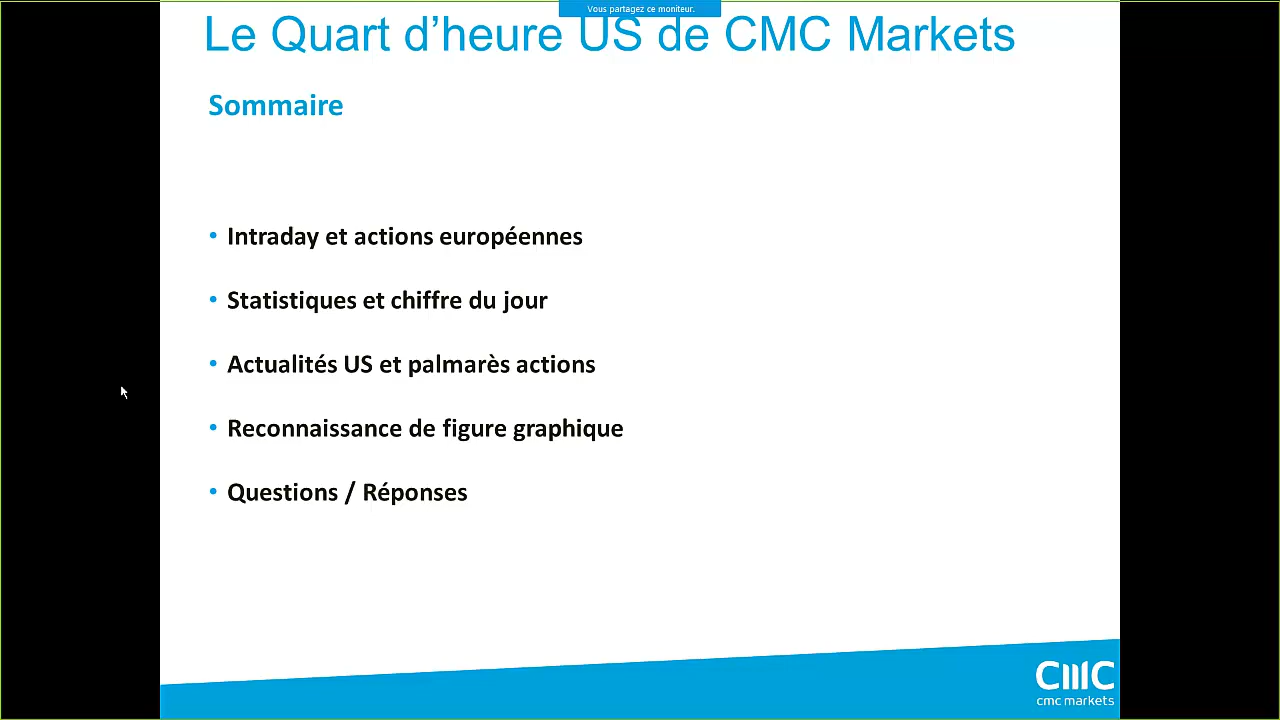 Vous partagez ce moniteur.
Le Quart d’heure US de CMC Markets
Sommaire
• Intraday et actions européennes
• Statistiques et chiffre du jour
• Actualités US et palmarès actions
• Reconnaissance de figure graphique
• Questions / Réponses
CMC
cmc markets